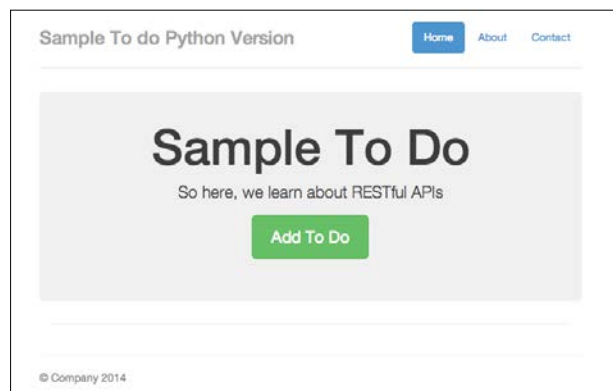 Sample To do Python Version
Home About Contact
Sample To Do
So here, we learn about RESTful APIs
Add To Do
© Company 2014